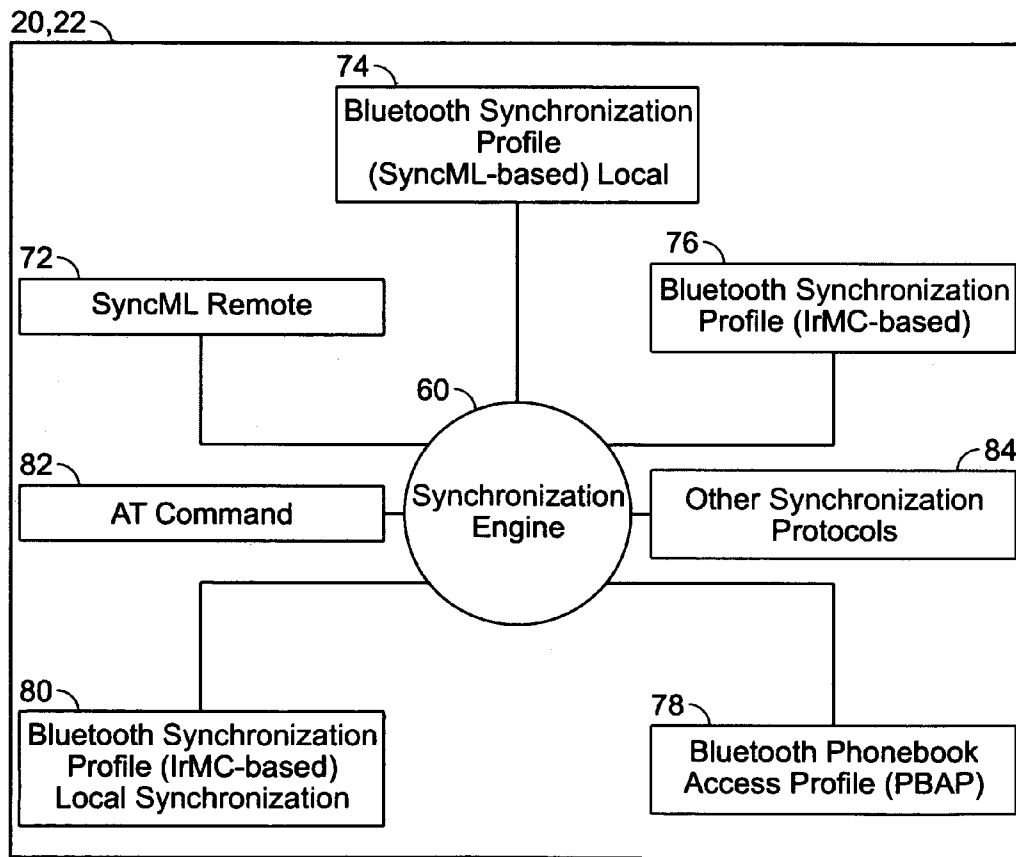 20,22
74
Bluetooth Synchronization
Profile
(SyncML-based) Local
72
SyncML Remote
76
Bluetooth Synchronization
Profile (IrMC-based)
60
Synchronization
Engine
82
AT Command
84
Other Synchronization
Protocols
80
Bluetooth Synchronization
Profile (IrMC-based)
Local Synchronization
78
Bluetooth Phonebook
Access Profile (PBAP)